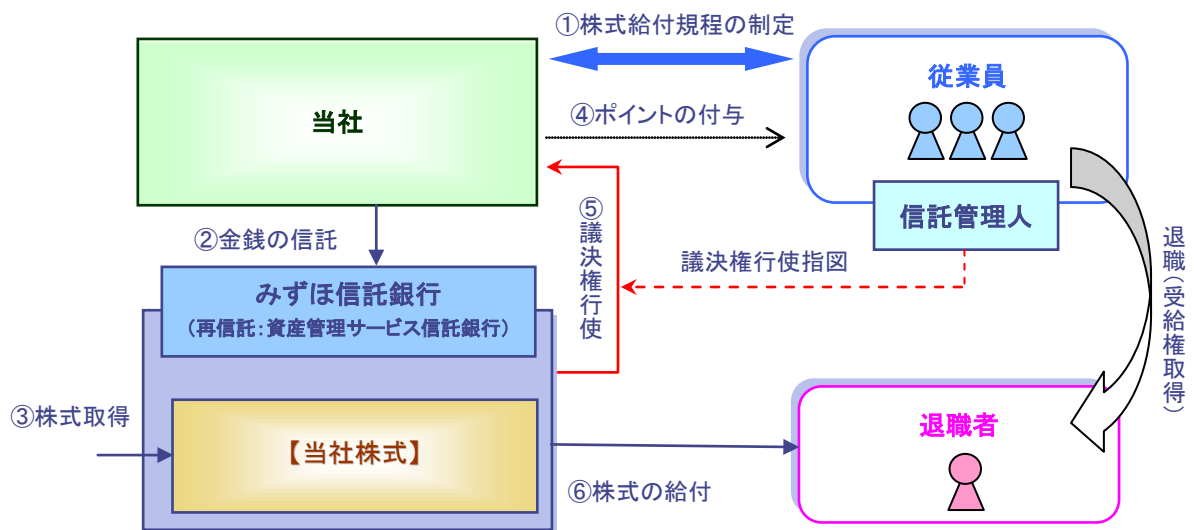 ①株式給付規程の制定
当社
従業員
④ポイントの付与
信託管理人
②金銭の信託
⑤議決権行使
議決権行使指図
退職（受給権取得）
みずほ信託銀行
（再信託：資産管理サービス信託銀行）
③株式取得
【当社株式】
退職者
⑥株式の給付